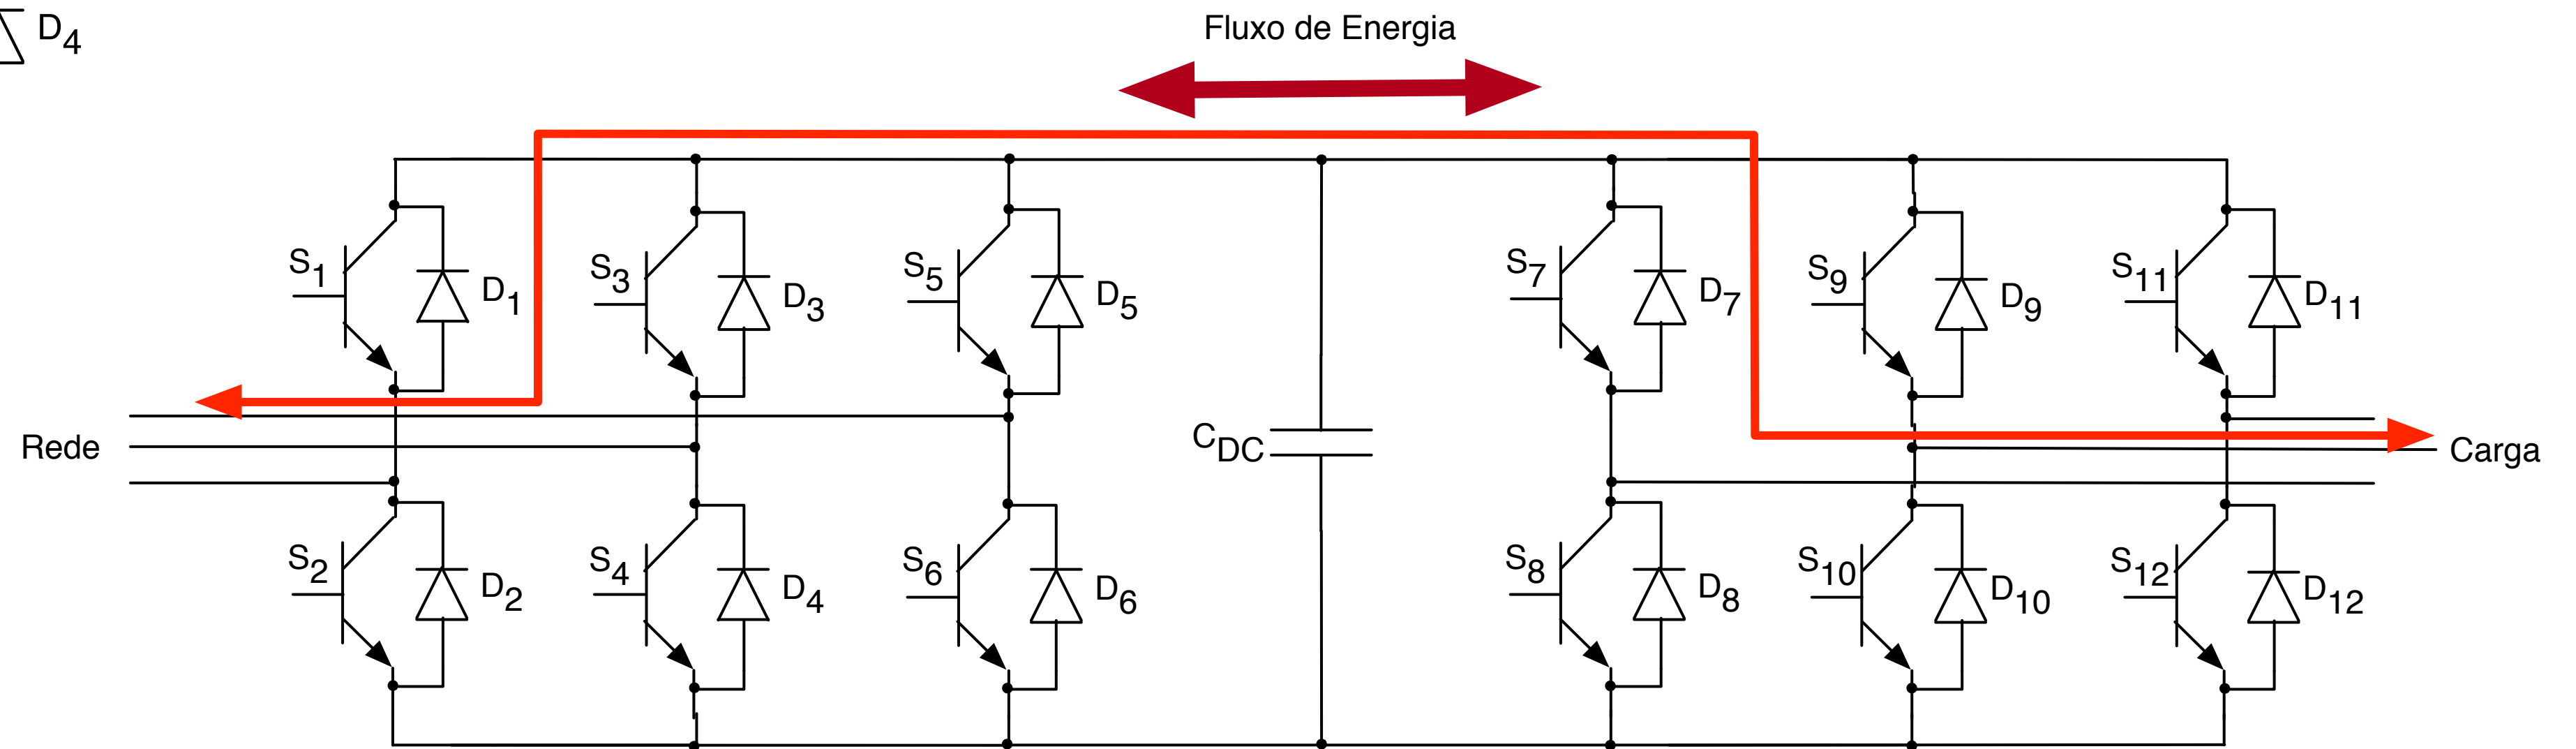 D4
Fluxo de Energia
S1
D1
S3
D3
S5
D5
S7
D7
S9
D9
S11
D11
Rede
CDC
Carga
S2
D2
S4
D4
S6
D6
S8
D8
S10
D10
S12
D12